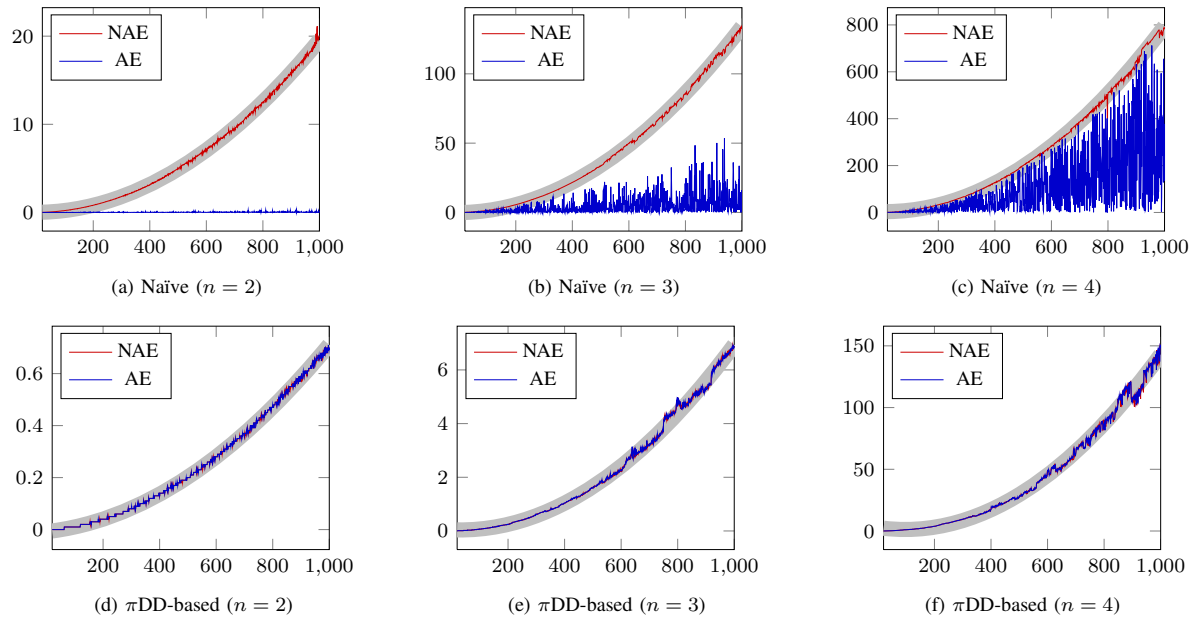 20
10
0
NAE
AE
200 400 600 800 1,000
(a) Naïve (n = 2)
100
50
0
NAE
AE
200 400 600 800 1,000
(b) Naïve (n = 3)
800
600
400
200
0
NAE
AE
200 400 600 800 1,000
(c) Naïve (n = 4)
0.6
0.4
0.2
0
NAE
AE
200 400 600 800 1,000
(d) πDD-based (n = 2)
6
4
2
0
NAE
AE
200 400 600 800 1,000
(e) πDD-based (n = 3)
150
100
50
0
NAE
AE
200 400 600 800 1,000
(f) πDD-based (n = 4)